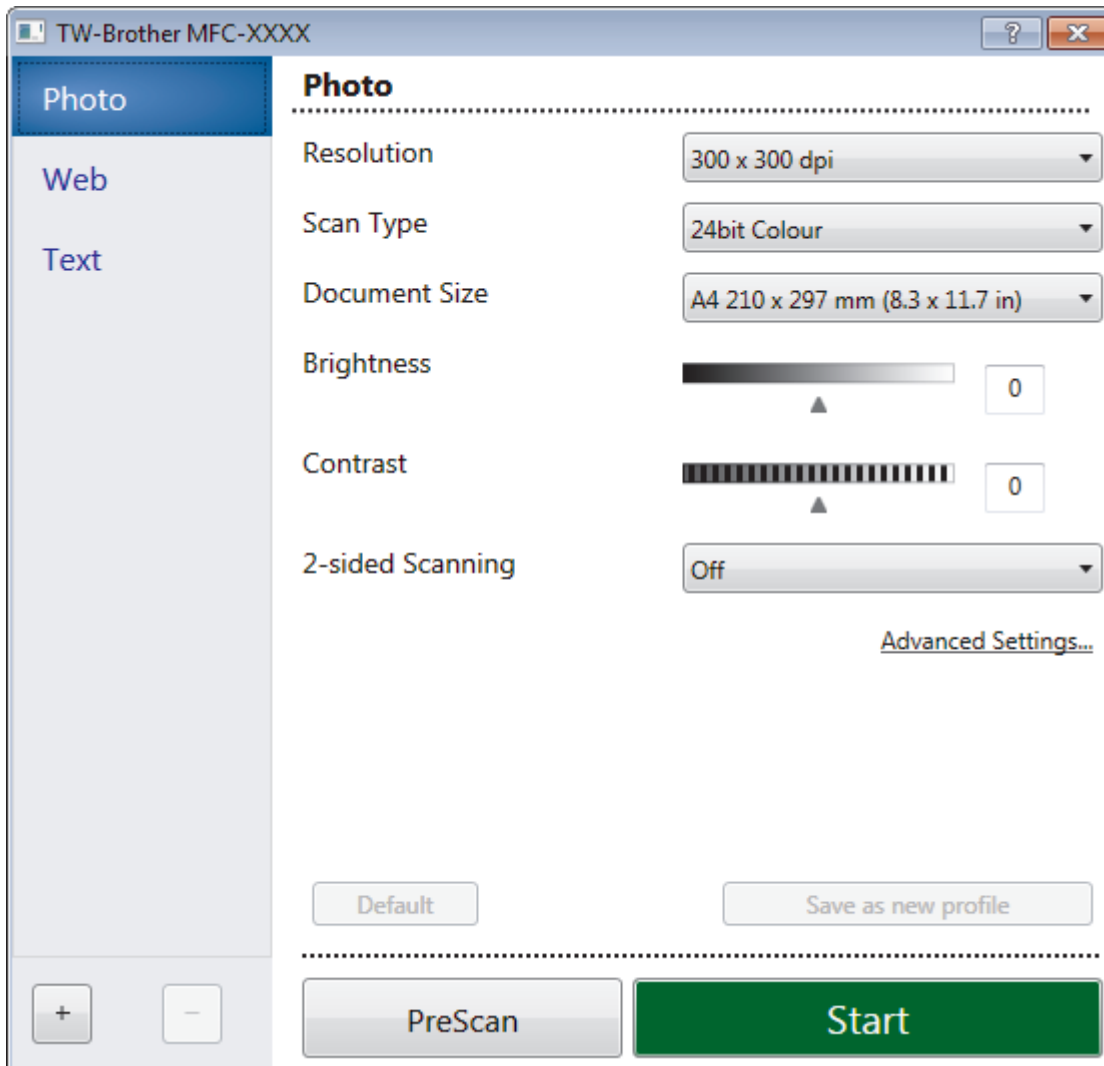 TW-Brother MFC-XXXX
?
Photo
Web
Text
Photo
Resolution
300 x 300 dpi
Scan Type
24bit Colour
Document Size
A4 210 x 297 mm (8.3 x 11.7 in)
Brightness
0
Contrast
0
2-sided Scanning
Off
Advanced Settings...
Default
Save as new profile
+
−
PreScan
Start